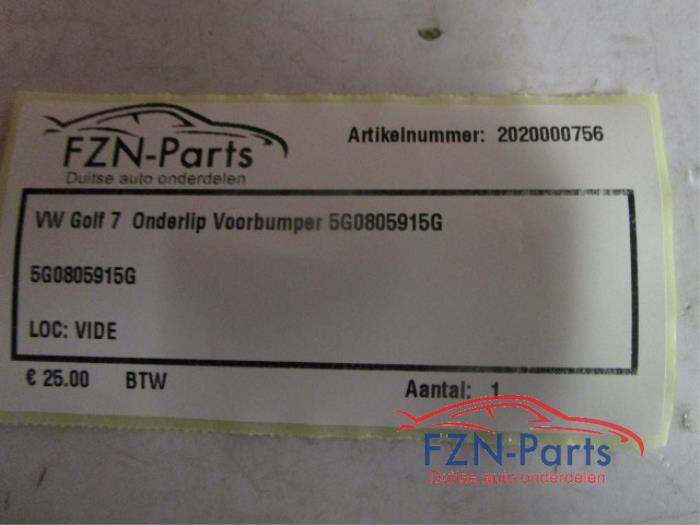 FZN-Parts
Duitse auto onderdelen
Artikelnummer: 2020000756
VW Golf 7 Onderlip Voorbumper 5G0805915G
5G0805915G
LOC: VIDE
€ 25.00 BTW
Aantal: 1
FZN-Parts
Duitse auto onderdelen